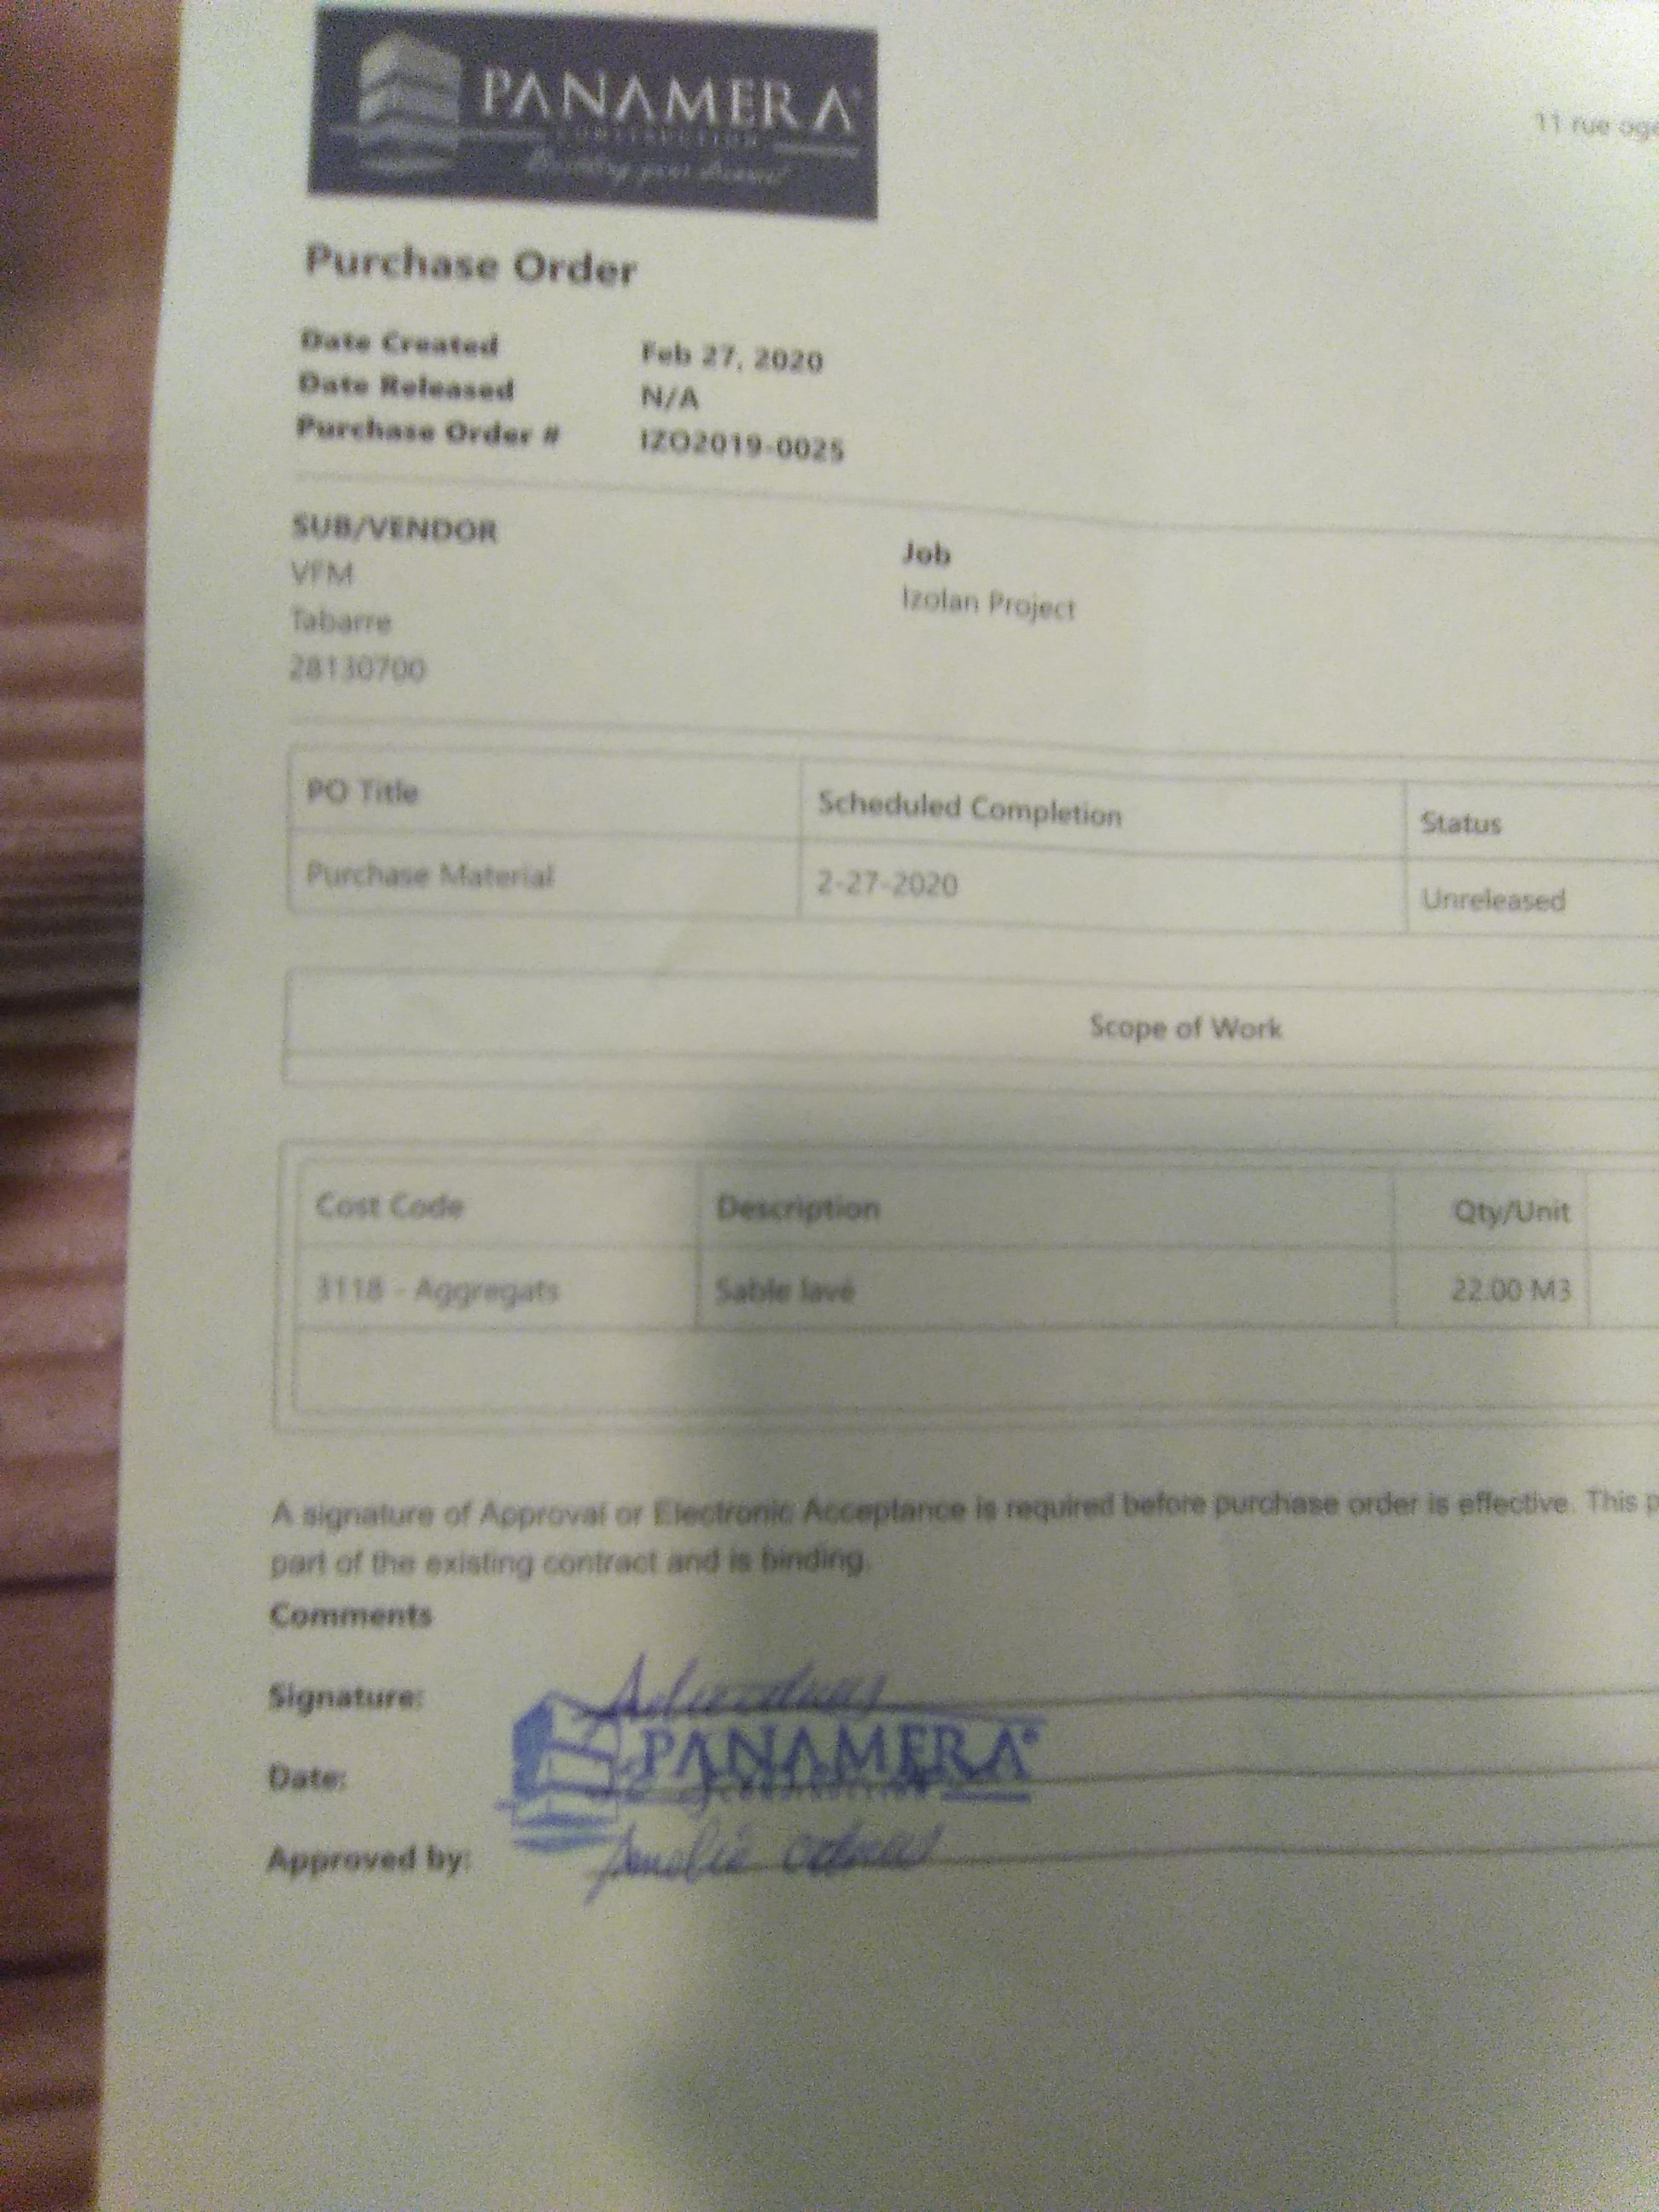 PANAMERA
CONSTRUCTION
Building your dreams!
11 rue oge
Purchase Order
Date Created Feb 27, 2020
Date Released N/A
Purchase Order # IZO2019-0025
SUB/VENDOR
VFM
Tabarre
28130700
Job
Izolan Project
PO Title Scheduled Completion Status
Purchase Material 2-27-2020 Unreleased
Scope of Work
Cost Code Description Qty/Unit
3118 - Aggregats Sable lavé 22.00 M3
A signature of Approval or Electronic Acceptance is required before purchase order is effective. This p
part of the existing contract and is binding.
Comments
Signature:
PANAMERA
CONSTRUCTION
Date:
Approved by: